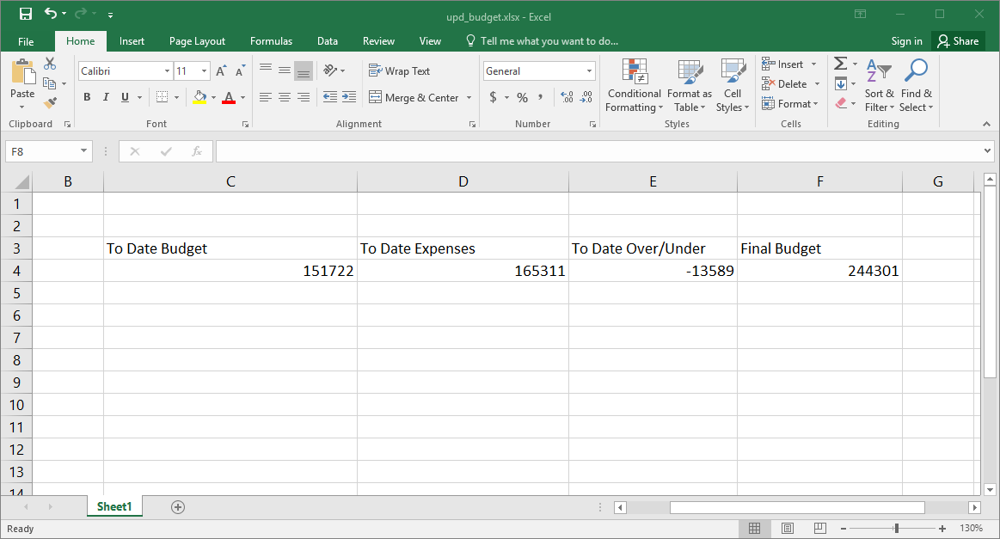 upd_budget.xlsx - Excel
File Home Insert Page Layout Formulas Data Review View Tell me what you want to do... Sign in Share
Paste Calibri 11 Wrap Text General Conditional Formatting Format as Table Cell Styles Insert Sort & Filter Find & Select
B I U Merge & Center $ % , .00 Delete
Format
Clipboard Font Alignment Number Styles Cells Editing
F8 fx
B C D E F G
1
2
3 To Date Budget To Date Expenses To Date Over/Under Final Budget
4 151722 165311 -13589 244301
5
6
7
8
9
10
11
12
13
14
Sheet1
Ready 130%